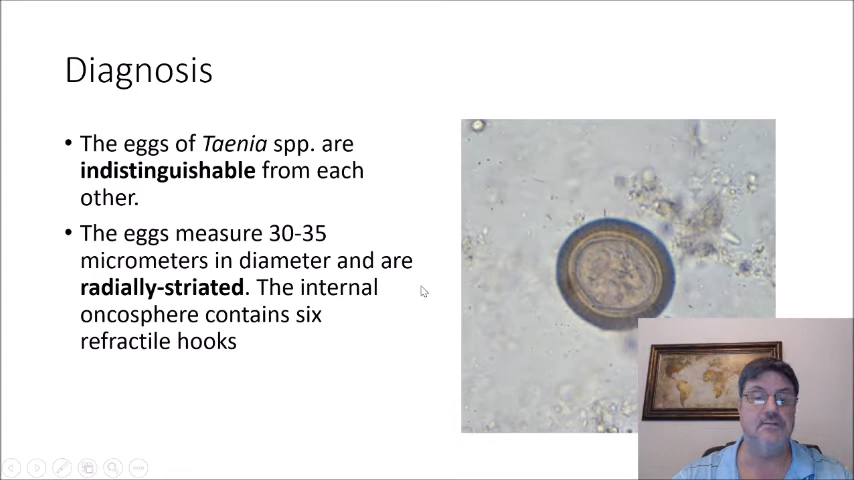 Diagnosis
• The eggs of Taenia spp. are
indistinguishable from each
other.
• The eggs measure 30-35
micrometers in diameter and are
radially-striated. The internal
oncosphere contains six
refractile hooks